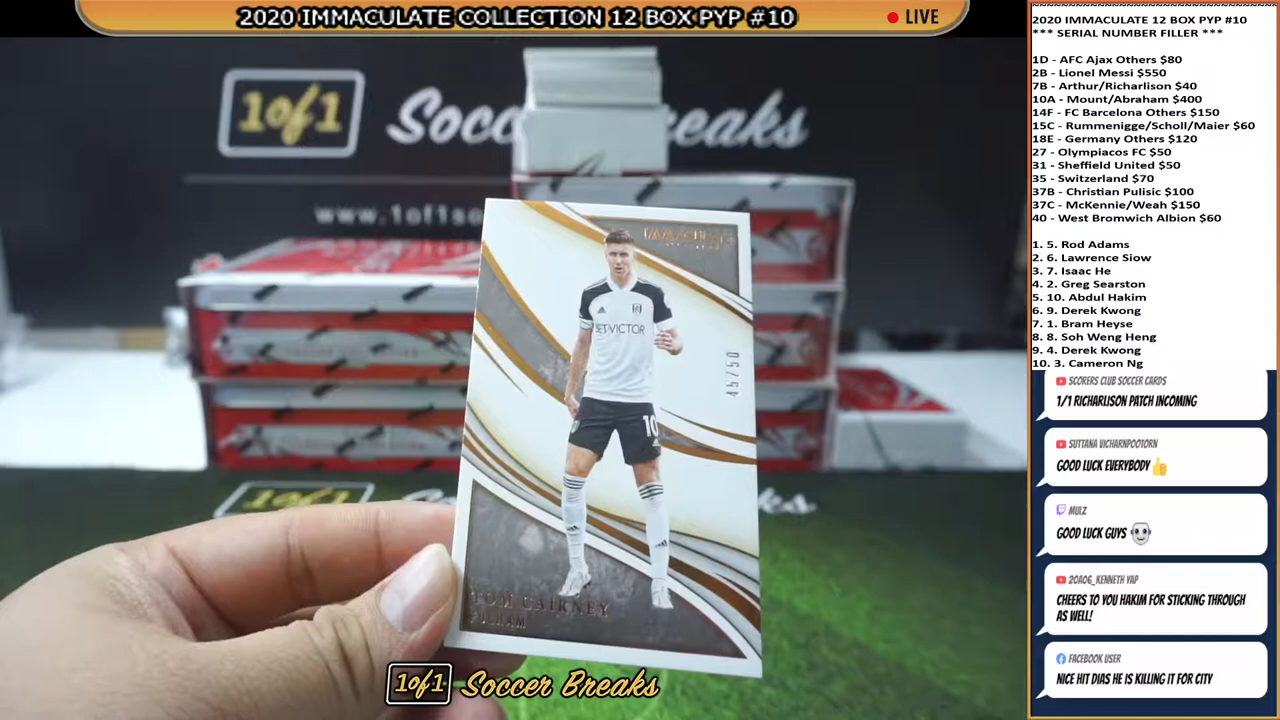 2020 IMMACULATE COLLECTION 12 BOX PYP #10
LIVE
1of1
Soccer Breaks
www.1of1so
IMMACULATE
BET VICTOR
10
45/50
TOM CAIRNEY
FULHAM
1of1
1of1 Soccer Breaks
2020 IMMACULATE 12 BOX PYP #10
*** SERIAL NUMBER FILLER ***
1D - AFC Ajax Others $80
2B - Lionel Messi $550
7B - Arthur/Richarlison $40
10A - Mount/Abraham $400
14F - FC Barcelona Others $150
15C - Rummenigge/Scholl/Maier $60
18E - Germany Others $120
27 - Olympiacos FC $50
31 - Sheffield United $50
35 - Switzerland $70
37B - Christian Pulisic $100
37C - McKennie/Weah $150
40 - West Bromwich Albion $60
1. 5. Rod Adams
2. 6. Lawrence Siow
3. 7. Isaac He
4. 2. Greg Searston
5. 10. Abdul Hakim
6. 9. Derek Kwong
7. 1. Bram Heyse
8. 8. Soh Weng Heng
9. 4. Derek Kwong
10. 3. Cameron Ng
SCORERS CLUB SOCCER CARDS
1/1 RICHARLISON PATCH INCOMING
SUTTANA VICHARNPOOTORN
GOOD LUCK EVERYBODY👍
MULZ
GOOD LUCK GUYS
20A06_KENNETH YAP
CHEERS TO YOU HAKIM FOR STICKING THROUGH
AS WELL!
FACEBOOK USER
NICE HIT DIAS HE IS KILLING IT FOR CITY